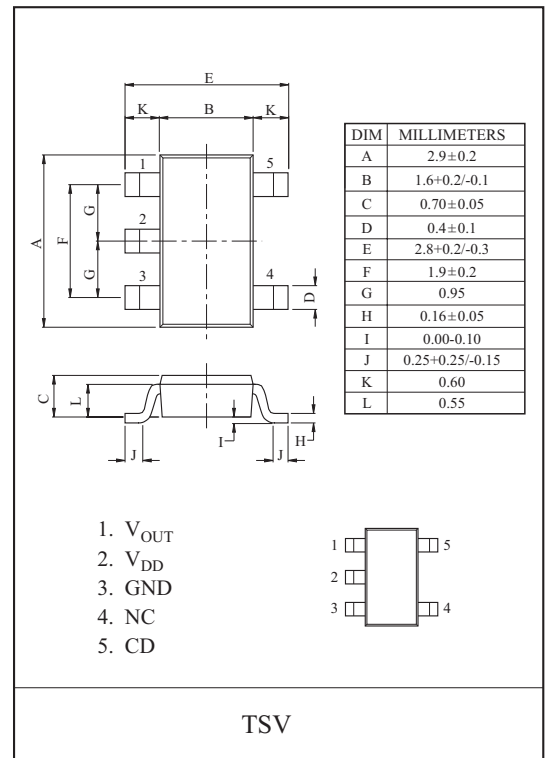 E
K B K
1 5
2
3 4
A
F
G
G
D
C
L
I
H
J J
DIM MILLIMETERS
A 2.9±0.2
B 1.6+0.2/-0.1
C 0.70±0.05
D 0.4±0.1
E 2.8+0.2/-0.3
F 1.9±0.2
G 0.95
H 0.16±0.05
I 0.00-0.10
J 0.25+0.25/-0.15
K 0.60
L 0.55
1. VOUT
2. VDD
3. GND
4. NC
5. CD
1 5
2
3 4
TSV